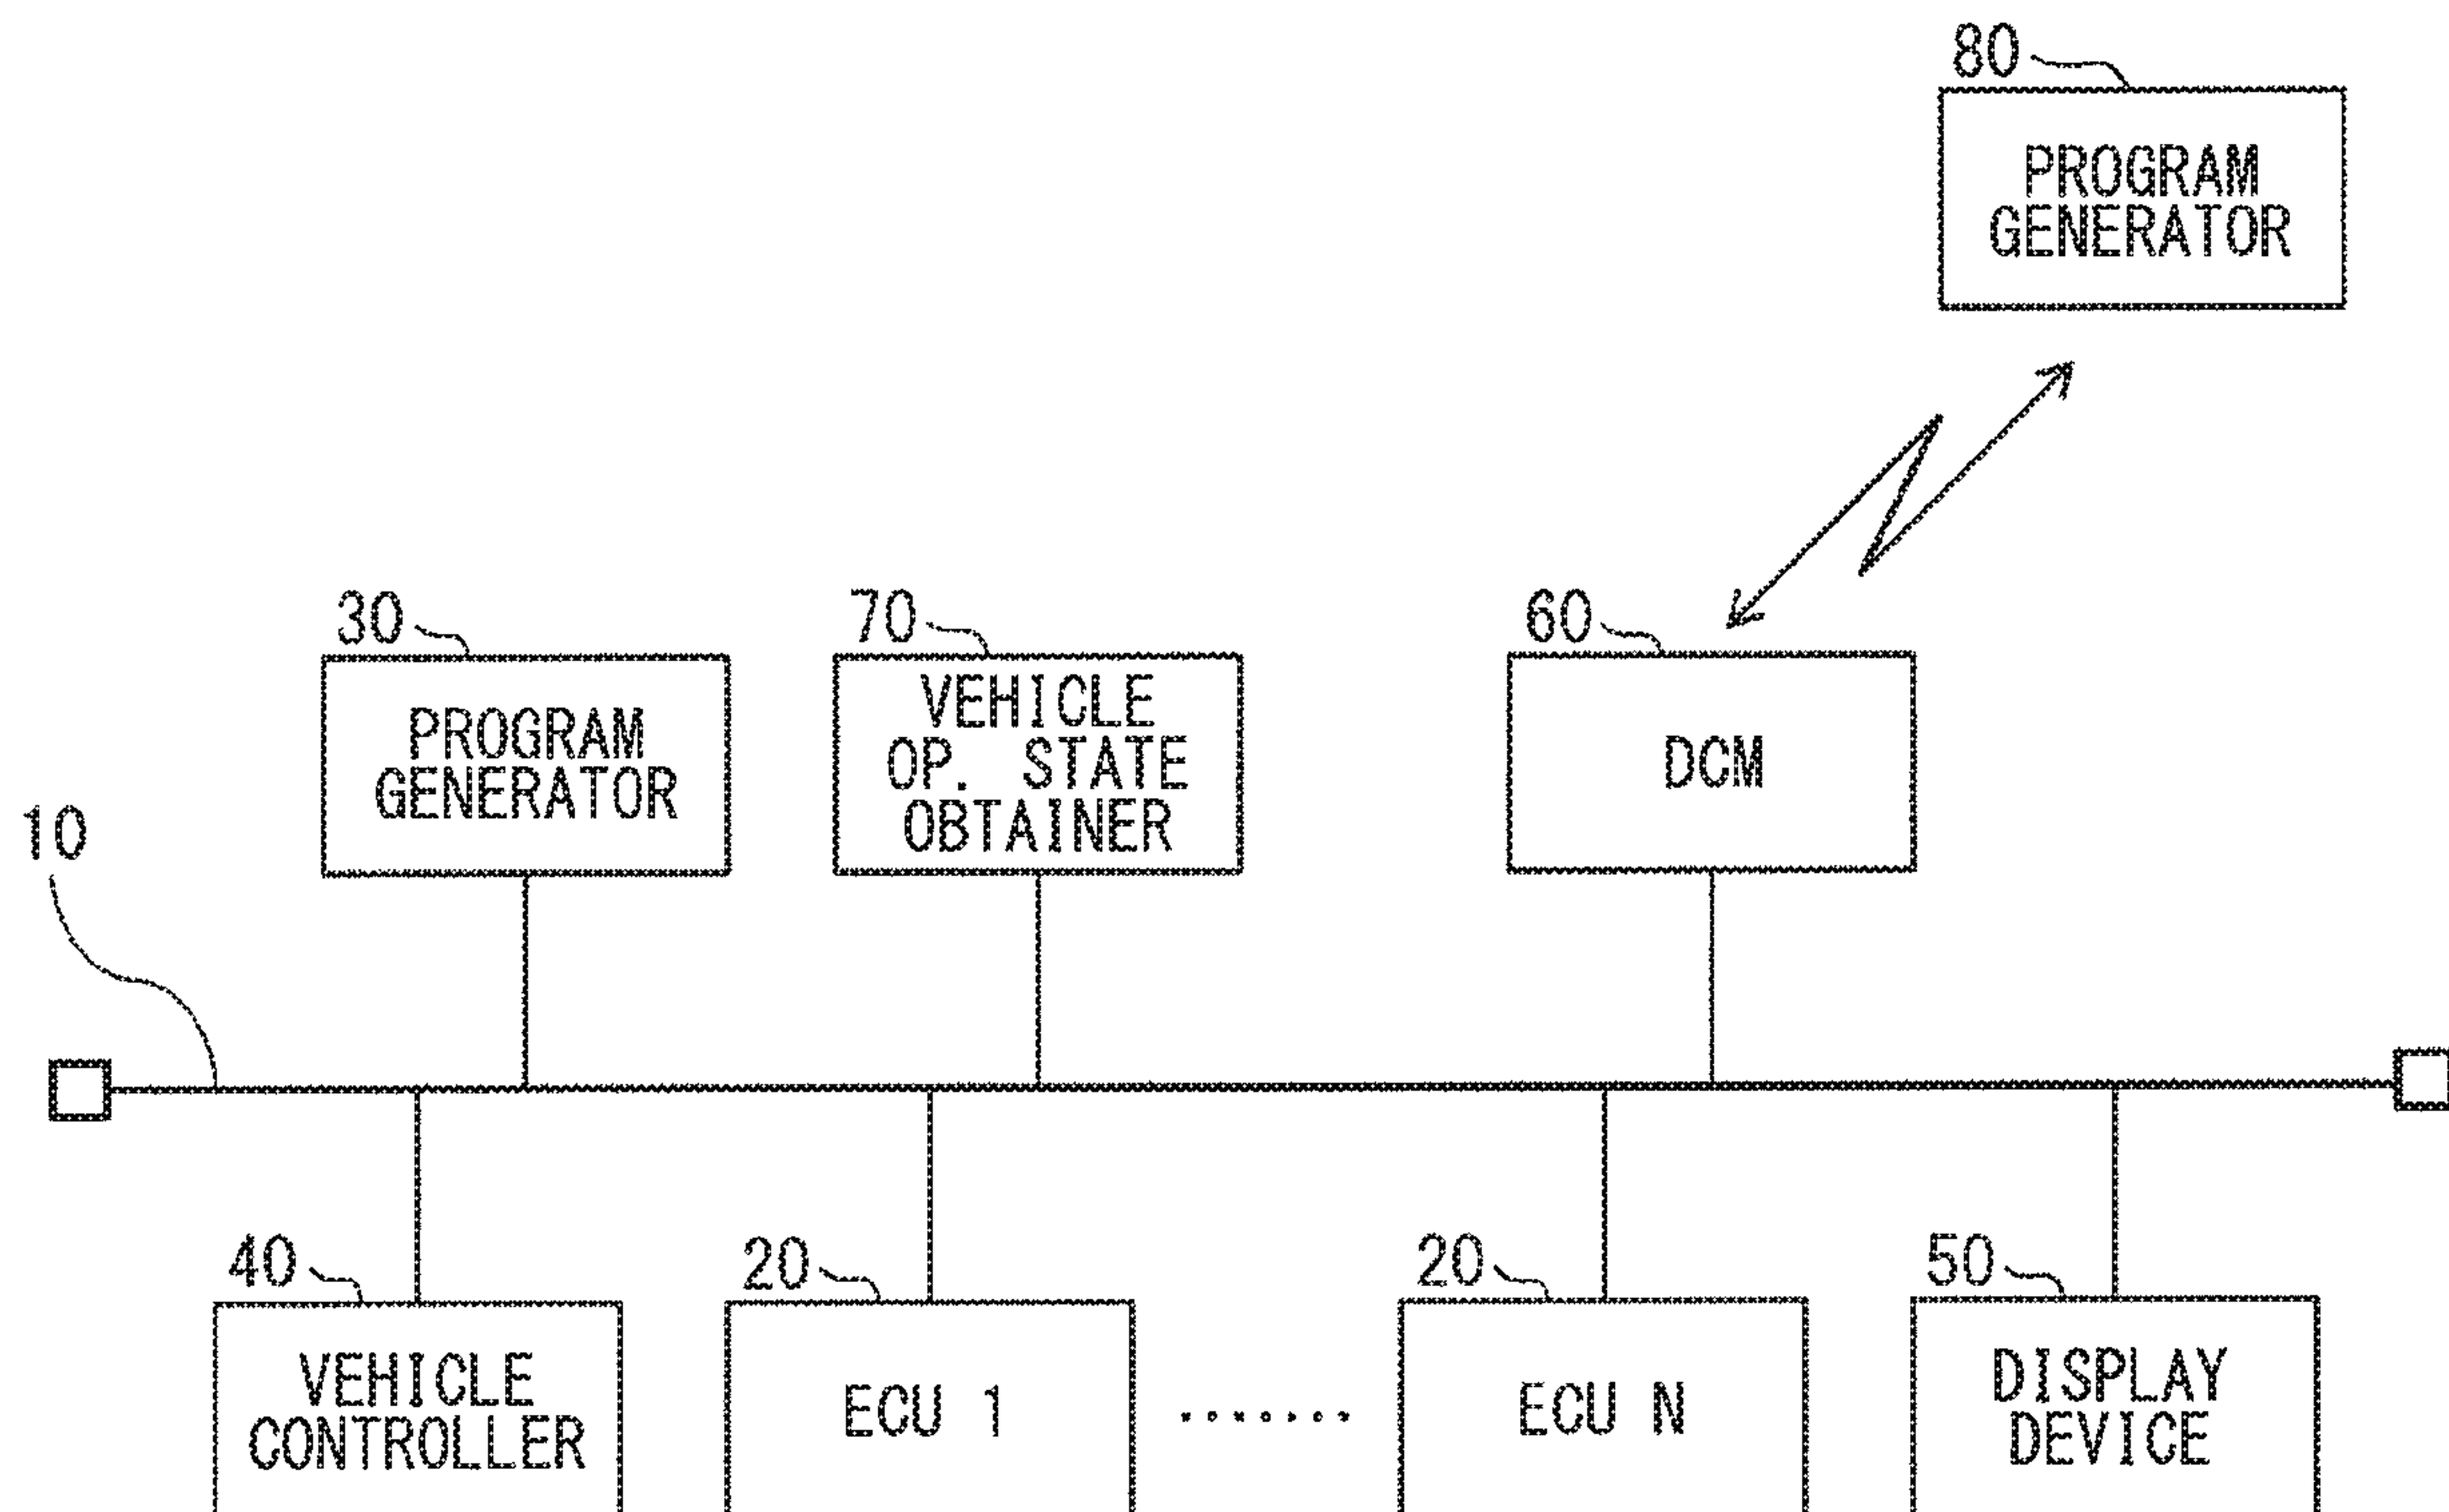 80
PROGRAM
GENERATOR
30
PROGRAM
GENERATOR
70
VEHICLE
OP. STATE
OBTAINER
60
DCM
10
40
VEHICLE
CONTROLLER
20
ECU 1
.......
20
ECU N
50
DISPLAY
DEVICE